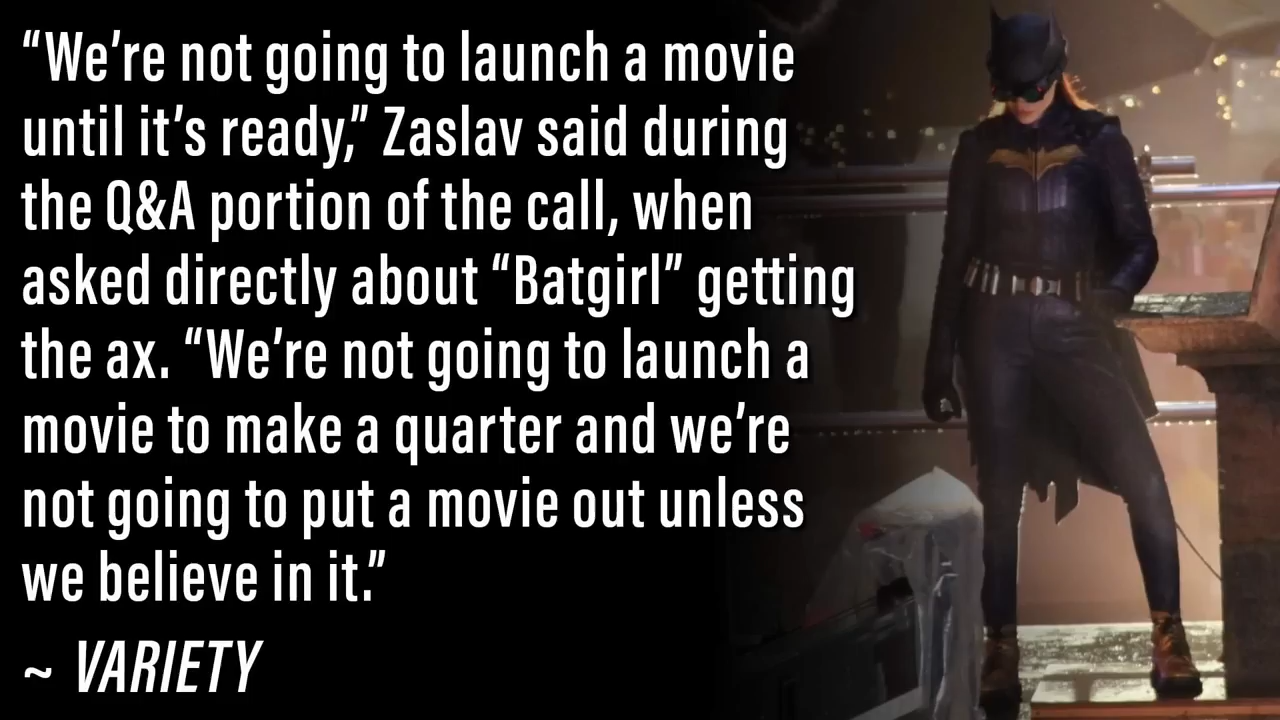 “We’re not going to launch a movie
until it’s ready,” Zaslav said during
the Q&A portion of the call, when
asked directly about “Batgirl” getting
the ax. “We’re not going to launch a
movie to make a quarter and we’re
not going to put a movie out unless
we believe in it.”
~ VARIETY